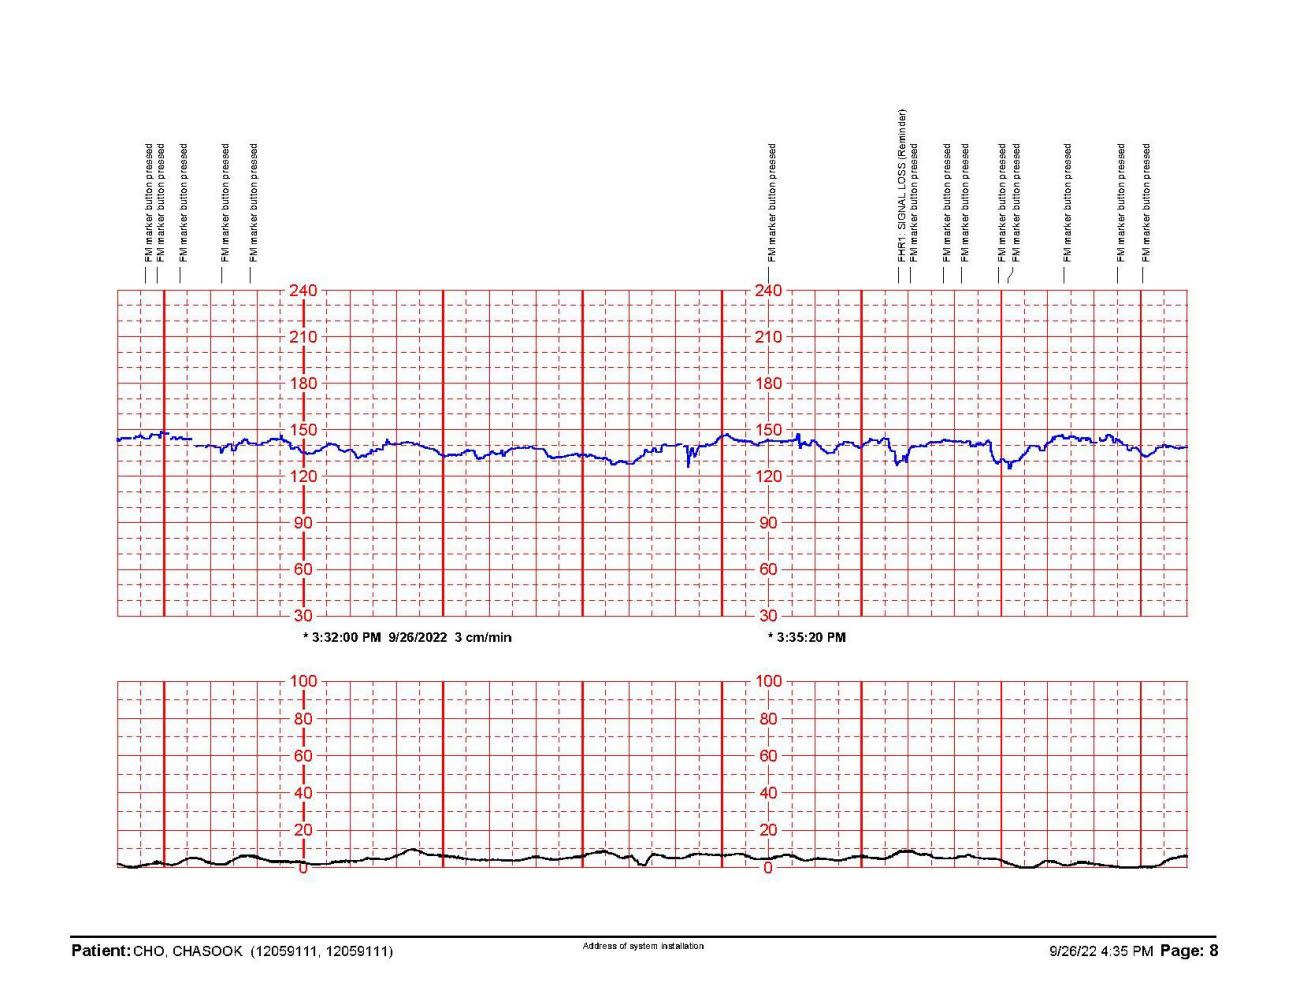 FM marker button pressed
FM marker button pressed
FM marker button pressed
FM marker button pressed
FM marker button pressed
FM marker button pressed
FHR1: SIGNAL LOSS (Reminder)
FM marker button pressed
FM marker button pressed
FM marker button pressed
FM marker button pressed
FM marker button pressed
FM marker button pressed
FM marker button pressed
FM marker button pressed
240 240
210 210
180 180
150 150
120 120
90 90
60 60
30 30
* 3:32:00 PM 9/26/2022 3 cm/min * 3:35:20 PM
100 100
80 80
60 60
40 40
20 20
0 0
Patient: CHO, CHASOOK (12059111, 12059111) Address of system installation 9/26/22 4:35 PM Page: 8